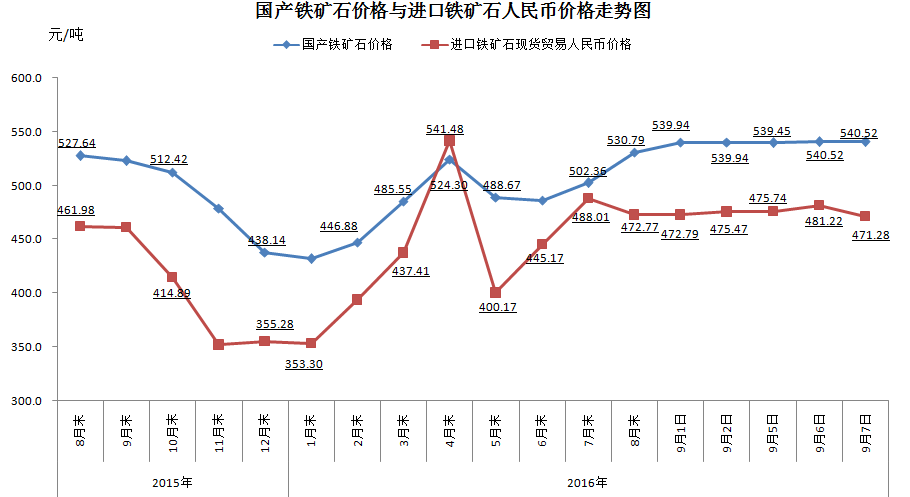 国产铁矿石价格与进口铁矿石人民币价格走势图
元/吨
国产铁矿石价格 进口铁矿石现货贸易人民币价格
600.0
550.0
500.0
450.0
400.0
350.0
300.0
527.64 512.42 438.14 446.88 485.55 524.30 488.67 502.36 530.79 539.94 539.94 539.45 540.52 540.52
461.98 414.89 355.28 353.30 437.41 541.48 400.17 445.17 488.01 472.77 472.79 475.47 475.74 481.22 471.28
8月末 9月末 10月末 11月末 12月末 1月末 2月末 3月末 4月末 5月末 6月末 7月末 8月末 9月1日 9月2日 9月5日 9月6日 9月7日
2015年 2016年